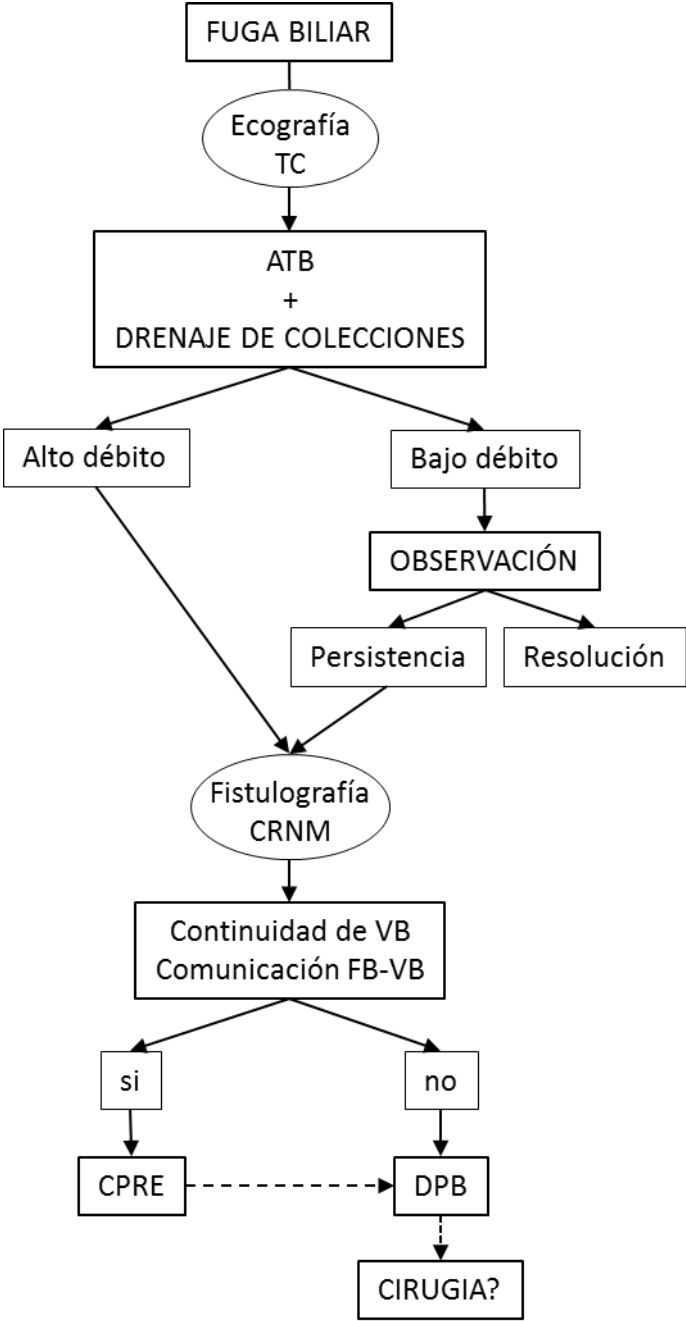 FUGA BILIAR
Ecografía
TC
ATB
+
DRENAJE DE COLECCIONES
Alto débito
Bajo débito
OBSERVACIÓN
Persistencia
Resolución
Fistulografía
CRNM
Continuidad de VB
Comunicación FB-VB
si
no
CPRE
DPB
CIRUGIA?